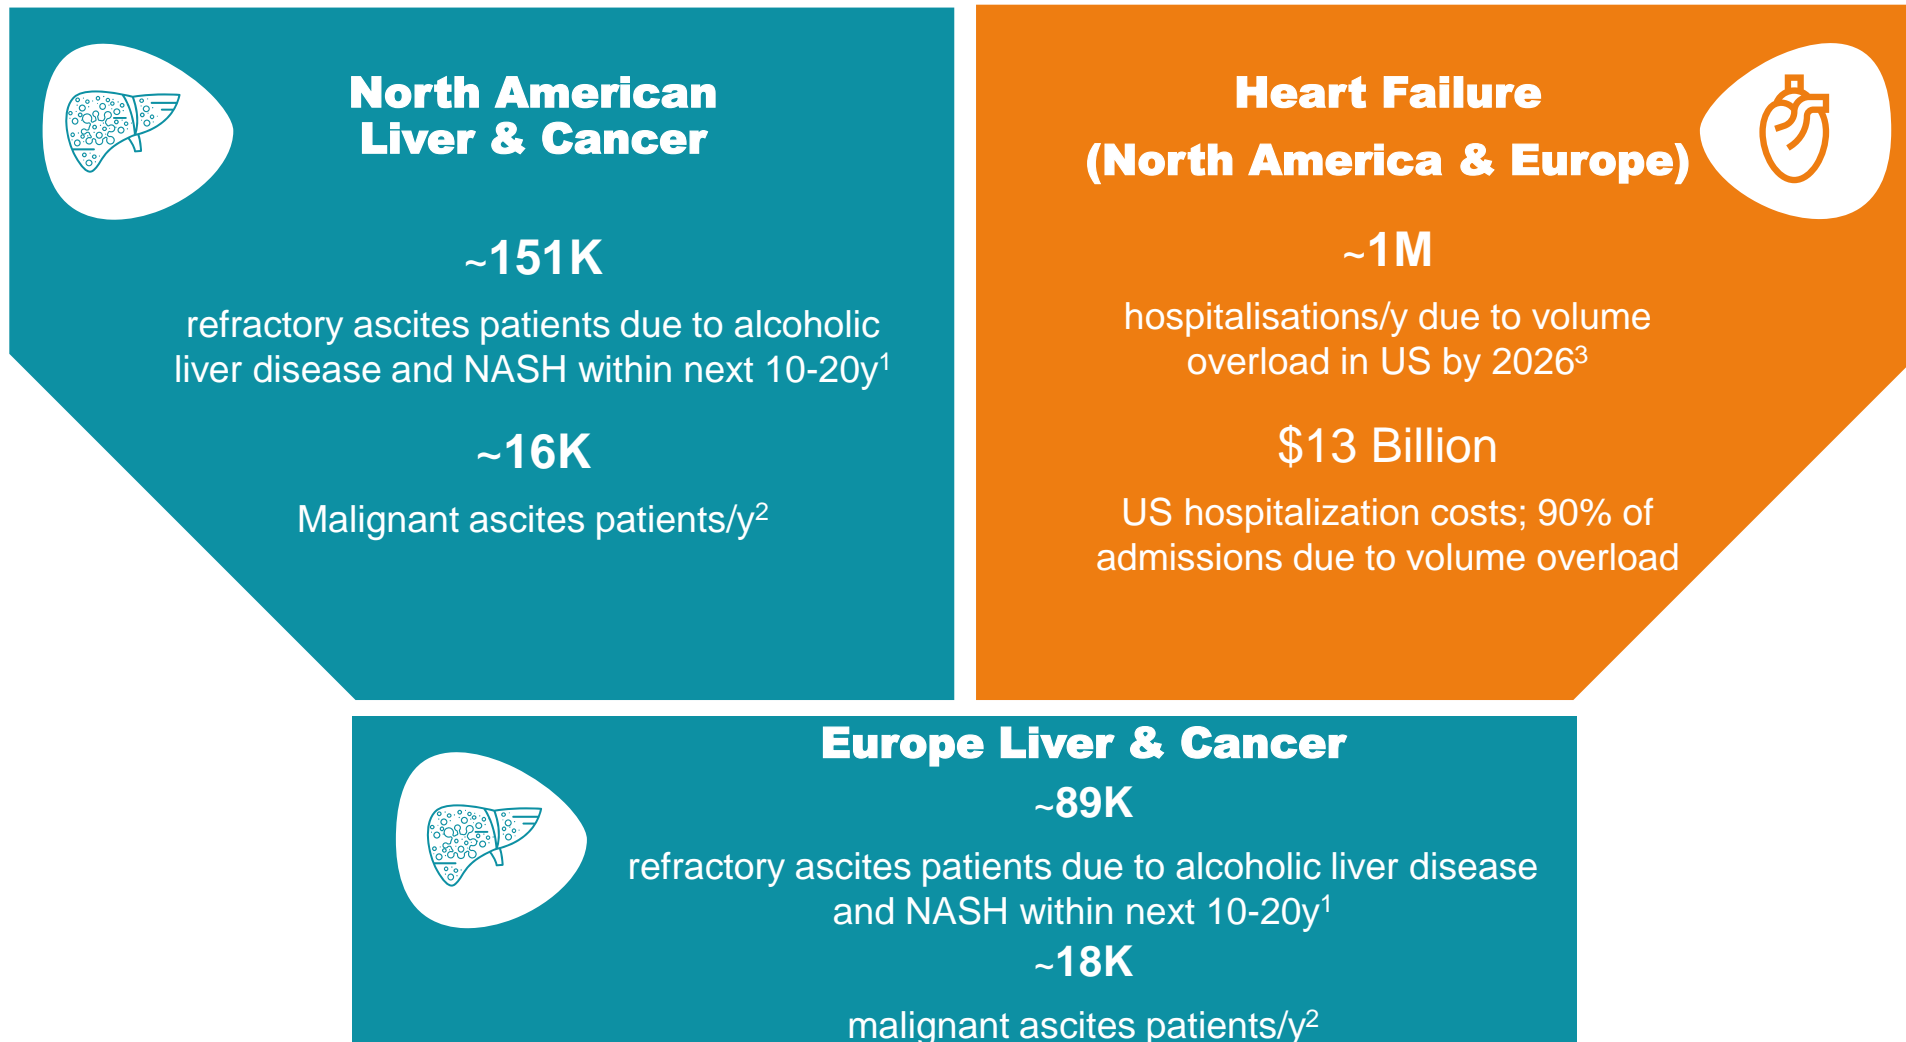 North American
Liver & Cancer
~151K
refractory ascites patients due to alcoholic
liver disease and NASH within next 10-20y1
~16K
Malignant ascites patients/y2
Heart Failure
(North America & Europe)
~1M
hospitalisations/y due to volume
overload in US by 20263
$13 Billion
US hospitalization costs; 90% of
admissions due to volume overload
Europe Liver & Cancer
~89K
refractory ascites patients due to alcoholic liver disease
and NASH within next 10-20y1
~18K
malignant ascites patients/y2